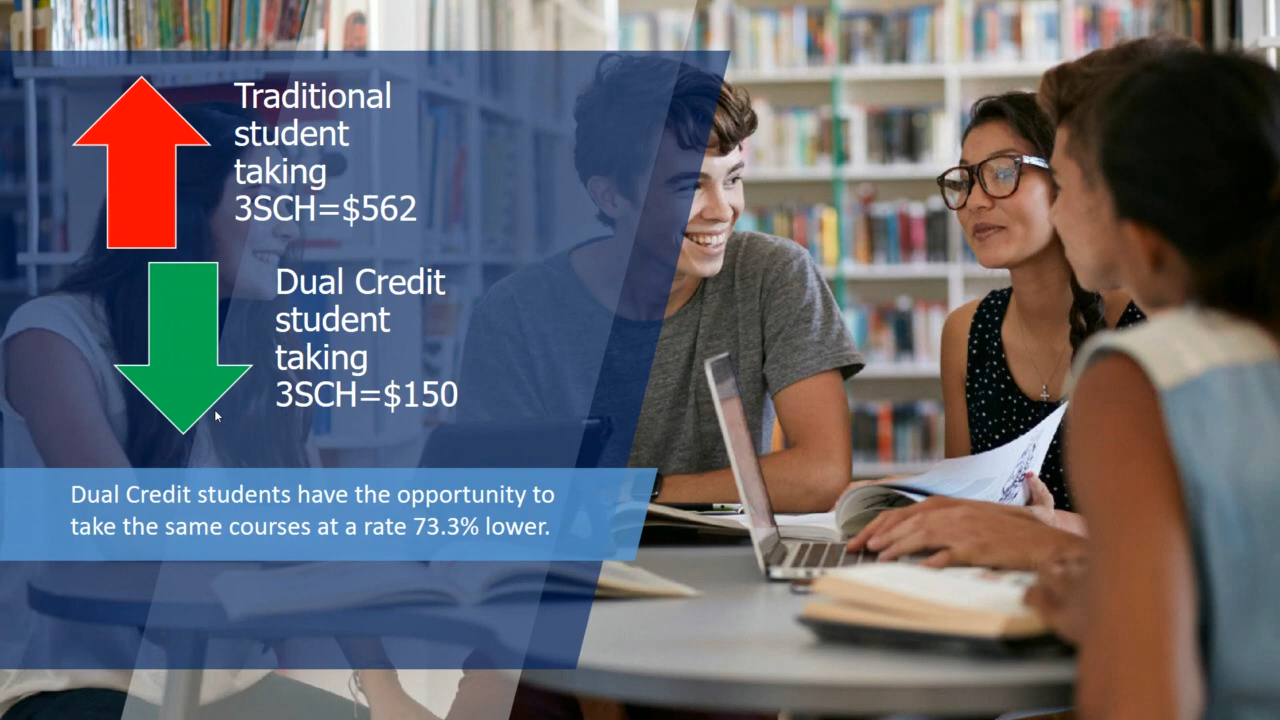 Traditional
student
taking
3SCH=$562
Dual Credit
student
taking
3SCH=$150
Dual Credit students have the opportunity to
take the same courses at a rate 73.3% lower.